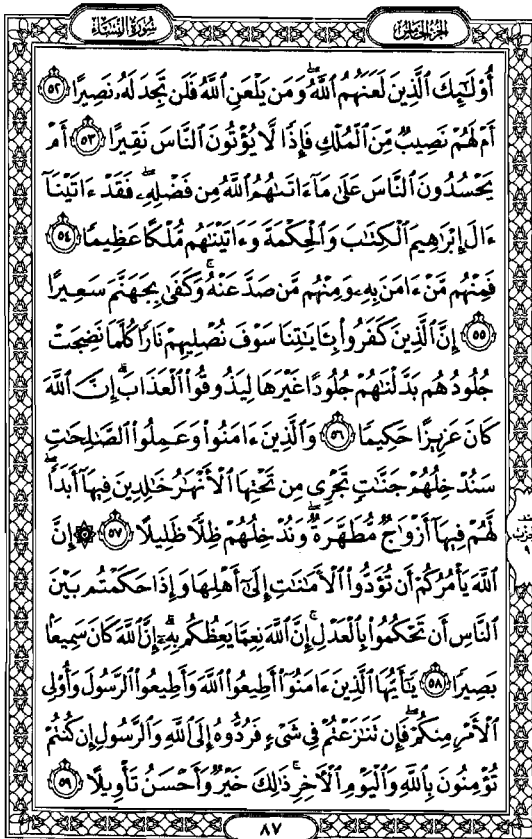 الجزء الخامس
سورة النساء
أُوْلَٰٓئِكَ ٱلَّذِينَ لَعَنَهُمُ ٱللَّهُۖ وَمَن يَلْعَنِ ٱللَّهُ فَلَن تَجِدَ لَهُۥ نَصِيرًا ٥٢
أَمْ لَهُمْ نَصِيبٌ مِّنَ ٱلْمُلْكِ فَإِذًا لَّا يُؤْتُونَ ٱلنَّاسَ نَقِيرًا ٥٣ أَمْ
يَحْسُدُونَ ٱلنَّاسَ عَلَىٰ مَآ ءَاتَىٰهُمُ ٱللَّهُ مِن فَضْلِهِۦۖ فَقَدْ ءَاتَيْنَآ
ءَالَ إِبْرَٰهِيمَ ٱلْكِتَٰبَ وَٱلْحِكْمَةَ وَءَاتَيْنَٰهُم مُّلْكًا عَظِيمًا ٥٤
فَمِنْهُم مَّنْ ءَامَنَ بِهِۦ وَمِنْهُم مَّن صَدَّ عَنْهُۚ وَكَفَىٰ بِجَهَنَّمَ سَعِيرًا
٥٥ إِنَّ ٱلَّذِينَ كَفَرُوا۟ بِـَٔايَٰتِنَا سَوْفَ نُصْلِيهِمْ نَارًا كُلَّمَا نَضِجَتْ
جُلُودُهُم بَدَّلْنَٰهُمْ جُلُودًا غَيْرَهَا لِيَذُوقُوا۟ ٱلْعَذَابَۗ إِنَّ ٱللَّهَ
كَانَ عَزِيزًا حَكِيمًا ٥٦ وَٱلَّذِينَ ءَامَنُوا۟ وَعَمِلُوا۟ ٱلصَّٰلِحَٰتِ
سَنُدْخِلُهُمْ جَنَّٰتٍ تَجْرِى مِن تَحْتِهَا ٱلْأَنْهَٰرُ خَٰلِدِينَ فِيهَآ أَبَدًاۖ
لَّهُمْ فِيهَآ أَزْوَٰجٌ مُّطَهَّرَةٌۖ وَنُدْخِلُهُمْ ظِلًّا ظَلِيلًا ٥٧ ۞ إِنَّ
ٱللَّهَ يَأْمُرُكُمْ أَن تُؤَدُّوا۟ ٱلْأَمَٰنَٰتِ إِلَىٰٓ أَهْلِهَا وَإِذَا حَكَمْتُم بَيْنَ
ٱلنَّاسِ أَن تَحْكُمُوا۟ بِٱلْعَدْلِۚ إِنَّ ٱللَّهَ نِعِمَّا يَعِظُكُم بِهِۦٓۗ إِنَّ ٱللَّهَ كَانَ سَمِيعًۢا
بَصِيرًا ٥٨ يَٰٓأَيُّهَا ٱلَّذِينَ ءَامَنُوٓا۟ أَطِيعُوا۟ ٱللَّهَ وَأَطِيعُوا۟ ٱلرَّسُولَ وَأُو۟لِى
ٱلْأَمْرِ مِنكُمْۖ فَإِن تَنَٰزَعْتُمْ فِى شَىْءٍ فَرُدُّوهُ إِلَى ٱللَّهِ وَٱلرَّسُولِ إِن كُنتُمْ
تُؤْمِنُونَ بِٱللَّهِ وَٱلْيَوْمِ ٱلْأَخِرِۚ ذَٰلِكَ خَيْرٌ وَأَحْسَنُ تَأْوِيلًا ٥٩
٨٧